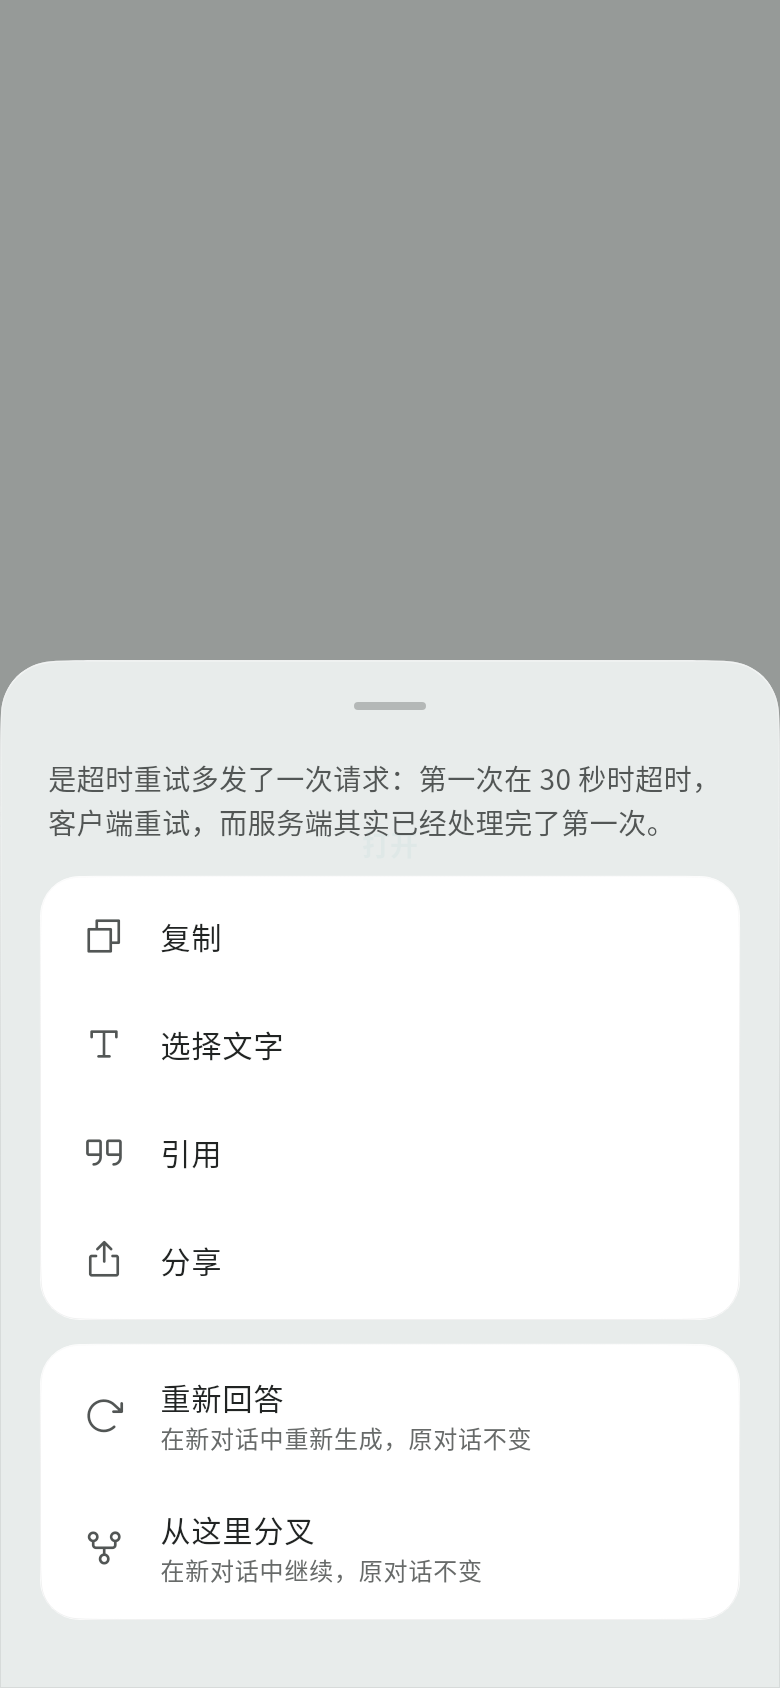 是超时重试多发了一次请求：第一次在 30 秒时超时，
客户端重试，而服务端其实已经处理完了第一次。
打开
复制
选择文字
引用
分享
重新回答
在新对话中重新生成，原对话不变
从这里分叉
在新对话中继续，原对话不变